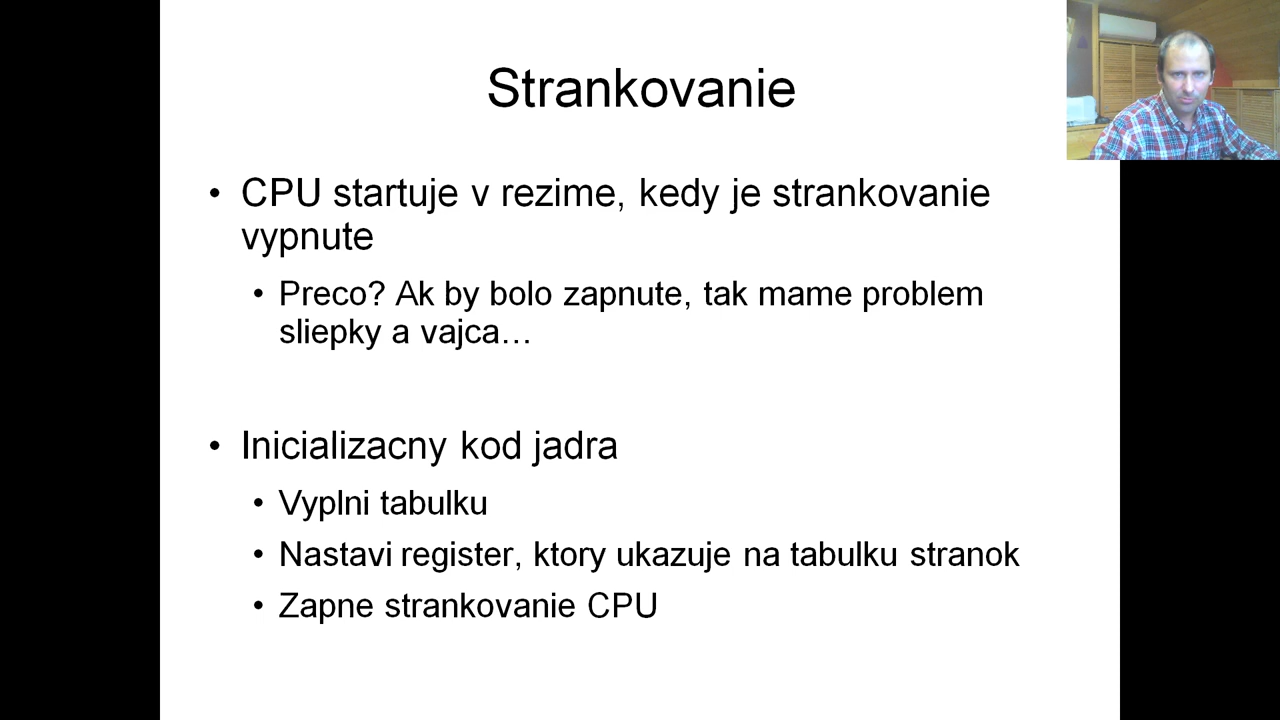 Strankovanie
• CPU startuje v rezime, kedy je strankovanie
vypnute
• Preco? Ak by bolo zapnute, tak mame problem
sliepky a vajca…
• Inicializacny kod jadra
• Vyplni tabulku
• Nastavi register, ktory ukazuje na tabulku stranok
• Zapne strankovanie CPU